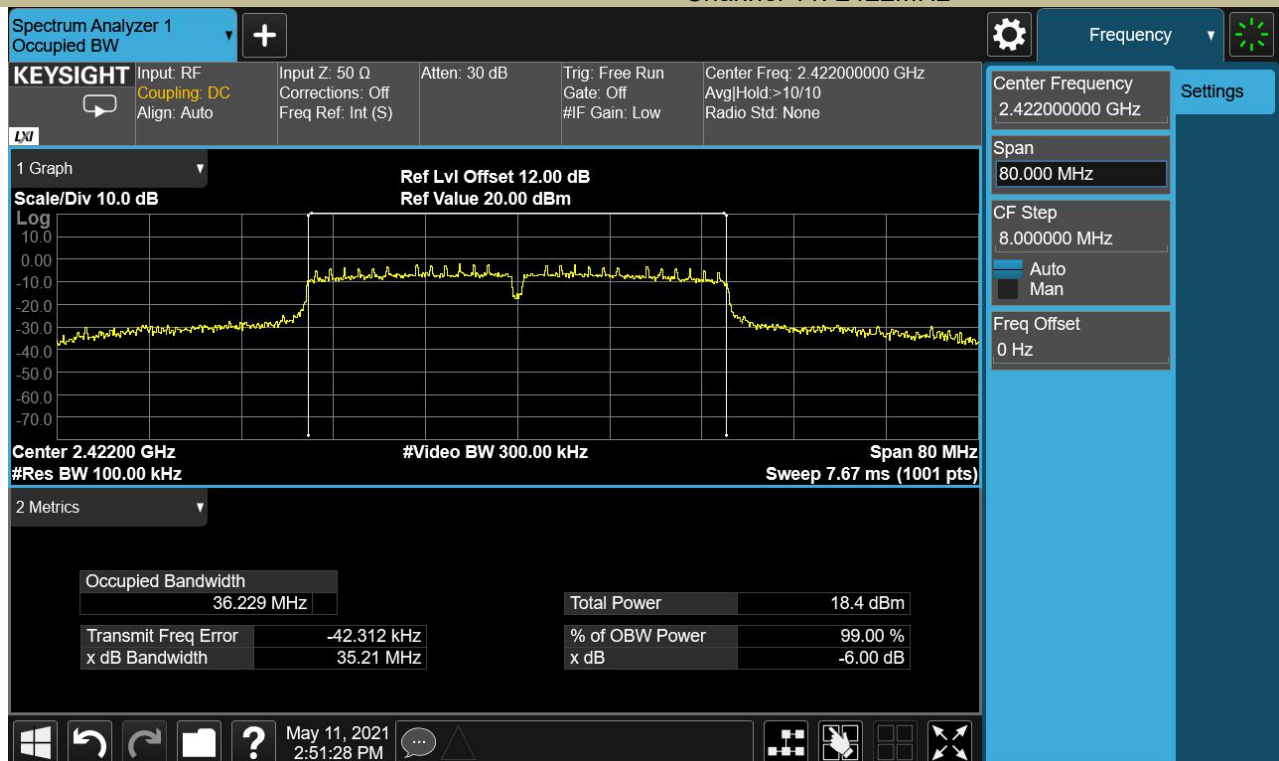 Spectrum Analyzer 1
Occupied BW
Frequency
KEYSIGHT
LXI
Input: RF
Coupling: DC
Align: Auto
Input Z: 50 Ω
Corrections: Off
Freq Ref: Int (S)
Atten: 30 dB
Trig: Free Run
Gate: Off
#IF Gain: Low
Center Freq: 2.422000000 GHz
Avg|Hold:>10/10
Radio Std: None
Center Frequency
2.422000000 GHz
Settings
Span
80.000 MHz
CF Step
8.000000 MHz
Auto
Man
Freq Offset
0 Hz
1 Graph
Scale/Div 10.0 dB
Ref Lvl Offset 12.00 dB
Ref Value 20.00 dBm
Log
10.0
0.00
-10.0
-20.0
-30.0
-40.0
-50.0
-60.0
-70.0
Center 2.42200 GHz
#Video BW 300.00 kHz
Span 80 MHz
#Res BW 100.00 kHz
Sweep 7.67 ms (1001 pts)
2 Metrics
Occupied Bandwidth
36.229 MHz
Total Power 18.4 dBm
Transmit Freq Error -42.312 kHz
% of OBW Power 99.00 %
x dB Bandwidth 35.21 MHz
x dB -6.00 dB
May 11, 2021
2:51:28 PM